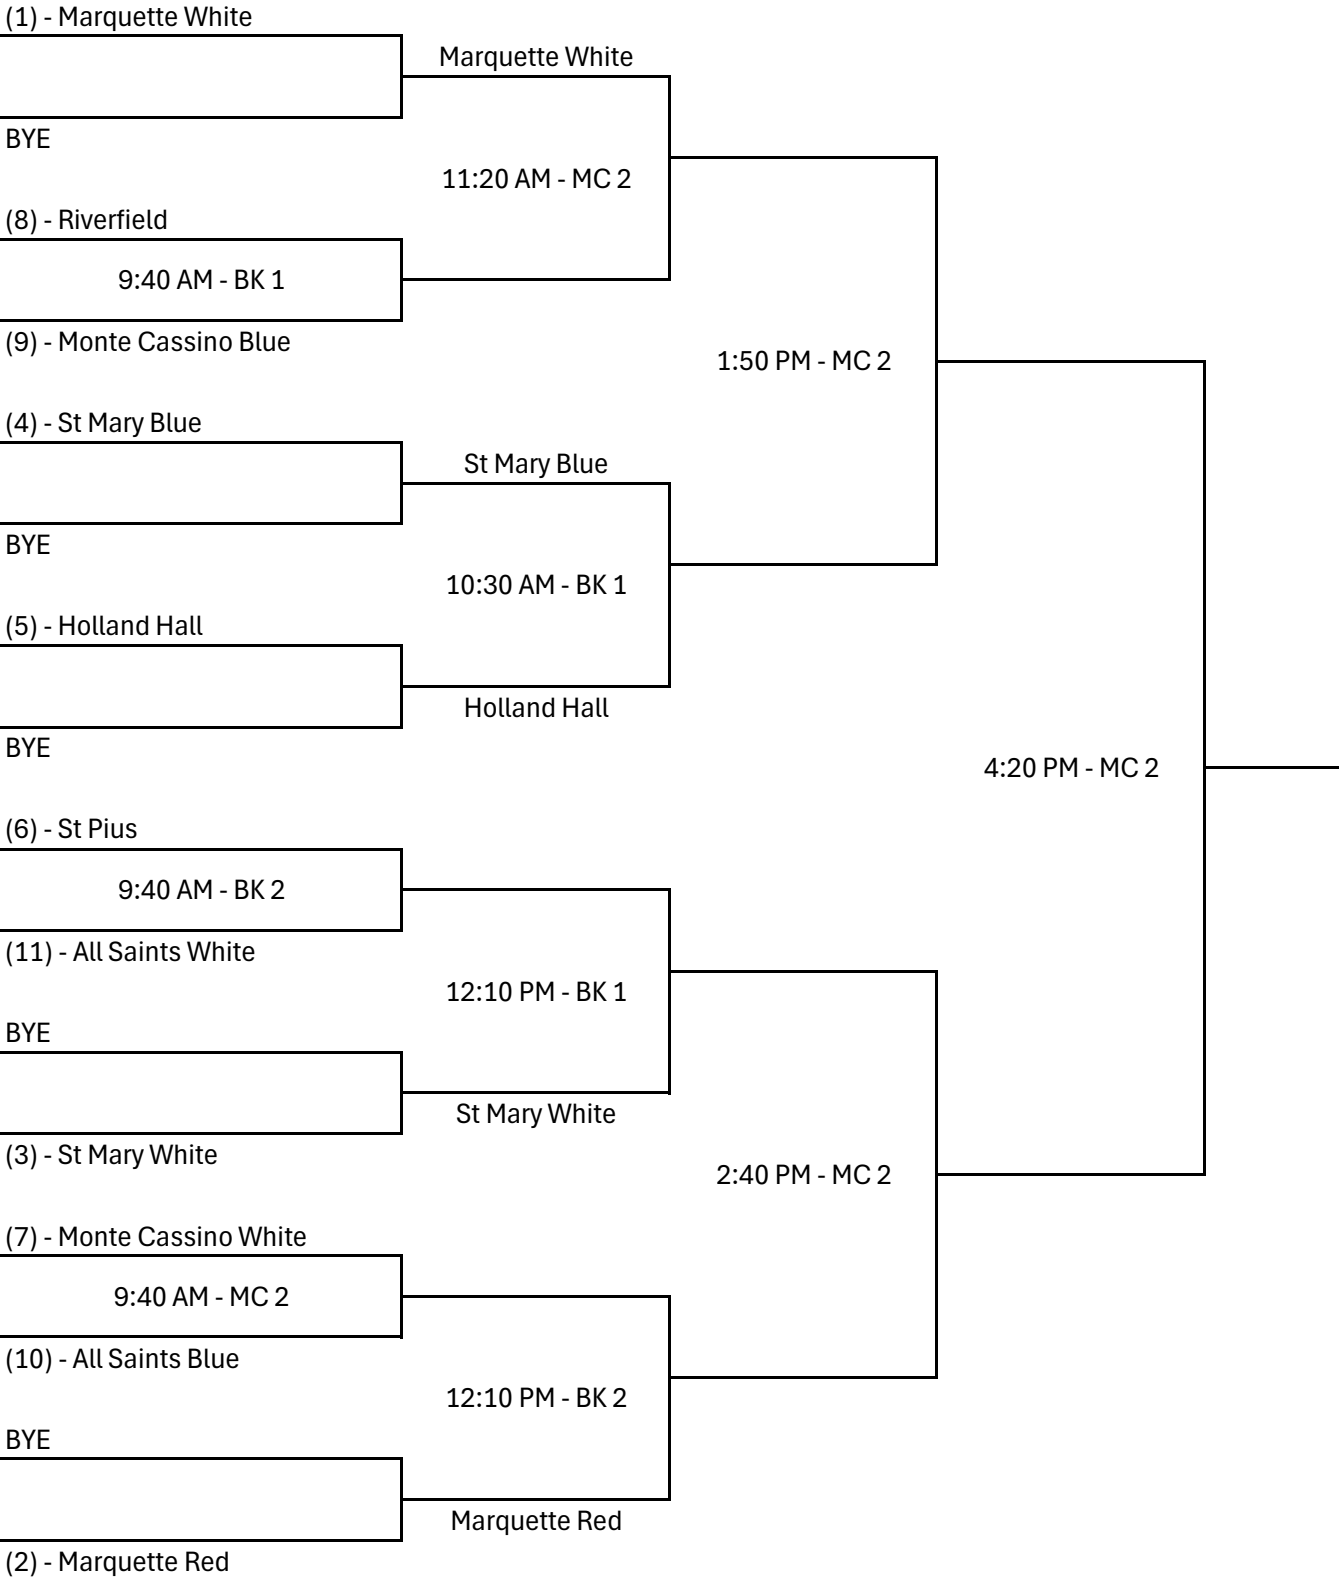 (1) - Marquette White
Marquette White
BYE
11:20 AM - MC 2
(8) - Riverfield
9:40 AM - BK 1
(9) - Monte Cassino Blue
1:50 PM - MC 2
(4) - St Mary Blue
St Mary Blue
BYE
10:30 AM - BK 1
(5) - Holland Hall
Holland Hall
BYE
4:20 PM - MC 2
(6) - St Pius
9:40 AM - BK 2
(11) - All Saints White
12:10 PM - BK 1
BYE
St Mary White
(3) - St Mary White
2:40 PM - MC 2
(7) - Monte Cassino White
9:40 AM - MC 2
(10) - All Saints Blue
12:10 PM - BK 2
BYE
Marquette Red
(2) - Marquette Red